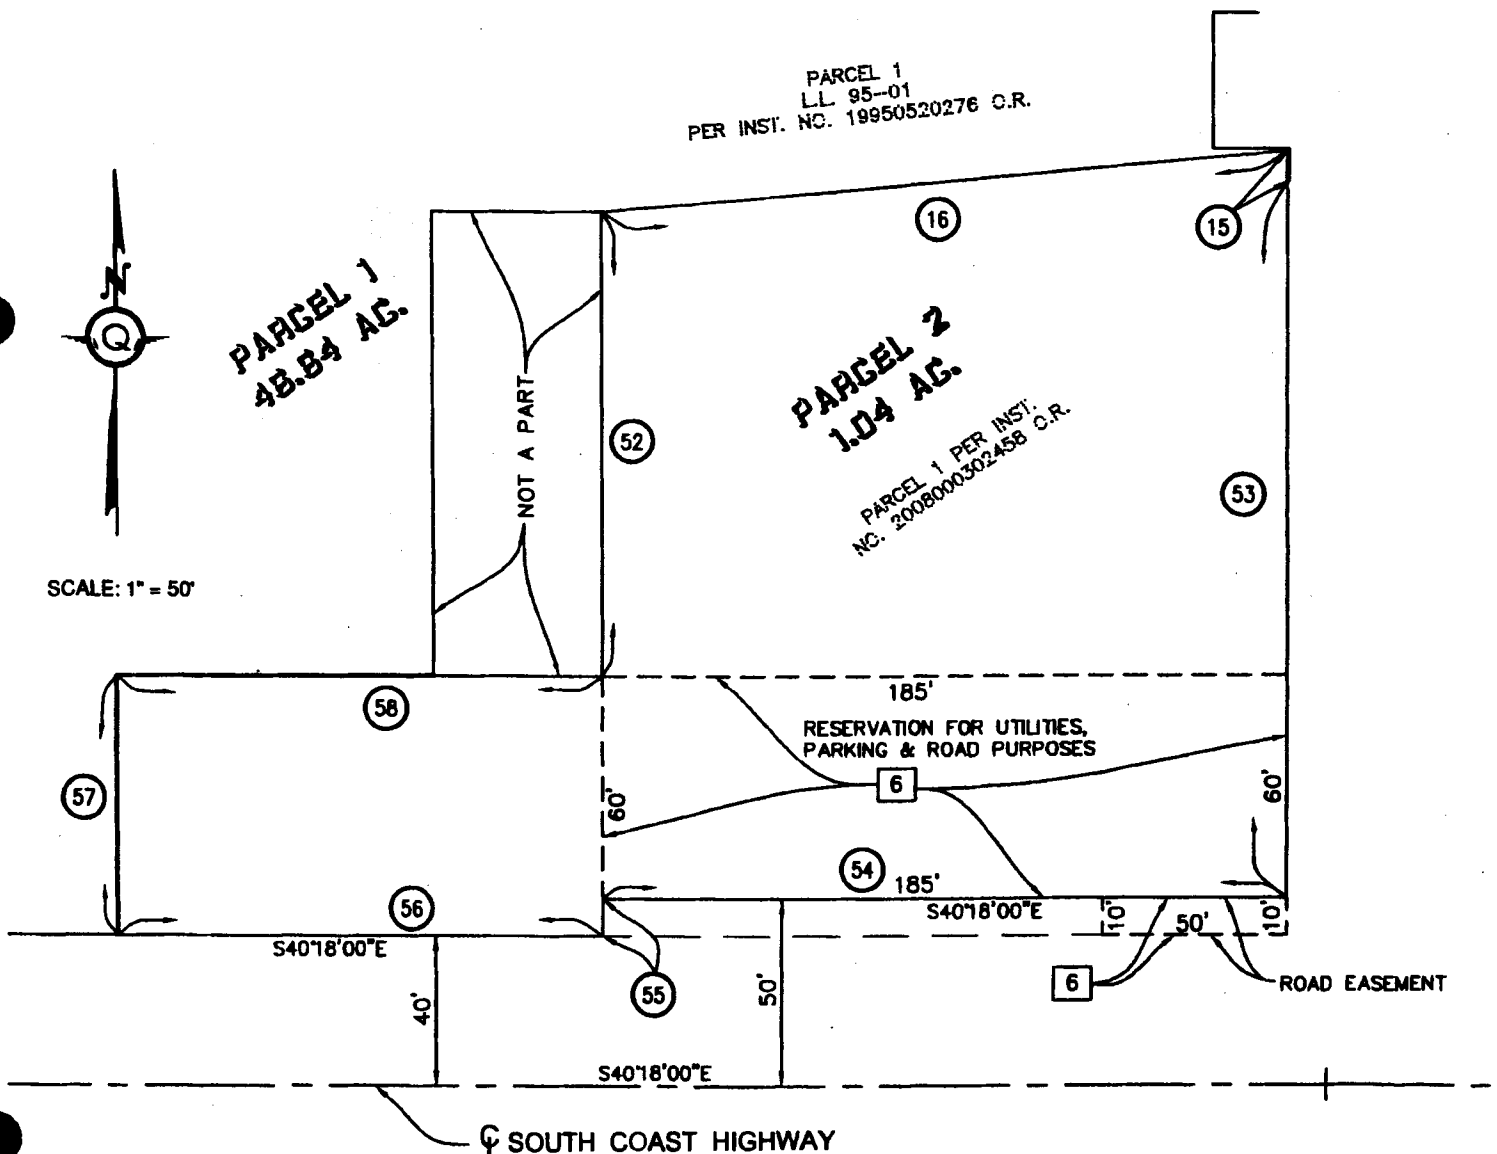 PARCEL 1
L.L. 95--01
PER INST. NO. 19950520276 O.R.
N
Q
SCALE: 1" = 50'
PARCEL 1
48.84 AC.
NOT A PART
16
15
52
53
PARCEL 2
1.04 AC.
PARCEL 1 PER INST.
NO. 2008000302458 O.R.
58
57
56
185'
RESERVATION FOR UTILITIES,
PARKING & ROAD PURPOSES
6
60'
60'
54
185'
S40°18'00"E
10'
50'
10'
S40°18'00"E
40'
55
50'
6
ROAD EASEMENT
S40°18'00"E
℄ SOUTH COAST HIGHWAY